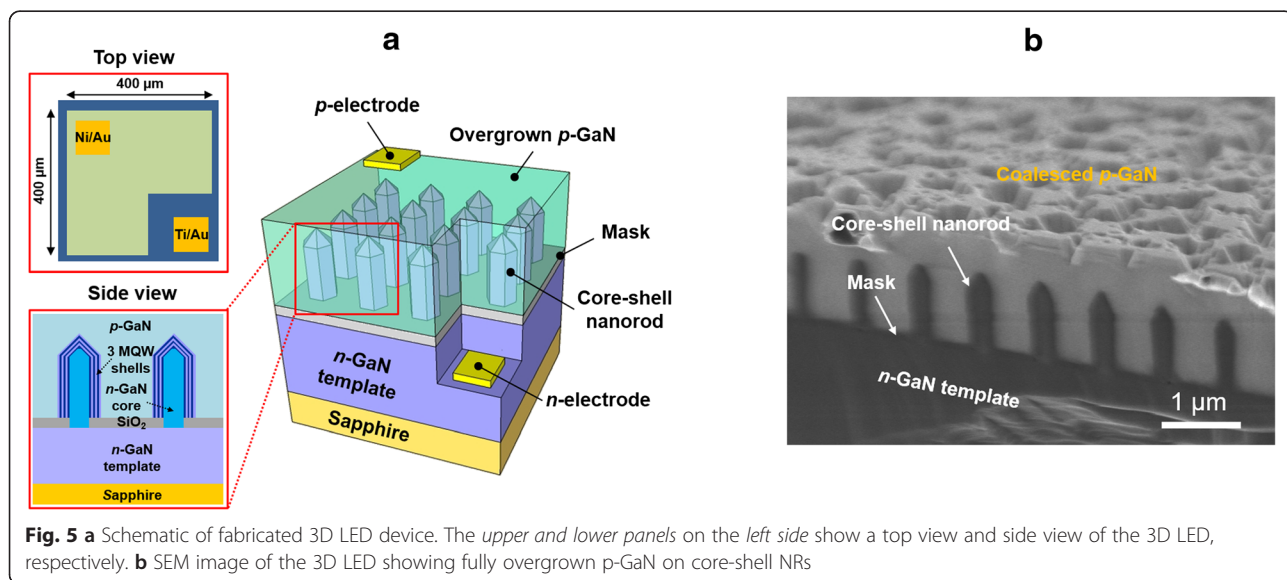 a
b
Top view
400 µm
400 µm
Ni/Au
Ti/Au
p-electrode
Overgrown p-GaN
Mask
Core-shell
nanorod
n-GaN
template
n-electrode
Sapphire
Side view
p-GaN
3 MQW
shells
n-GaN
core
SiO₂
n-GaN
template
Sapphire
Coalesced p-GaN
Core-shell nanorod
Mask
n-GaN template
1 µm
Fig. 5 a Schematic of fabricated 3D LED device. The upper and lower panels on the left side show a top view and side view of the 3D LED,
respectively. b SEM image of the 3D LED showing fully overgrown p-GaN on core-shell NRs